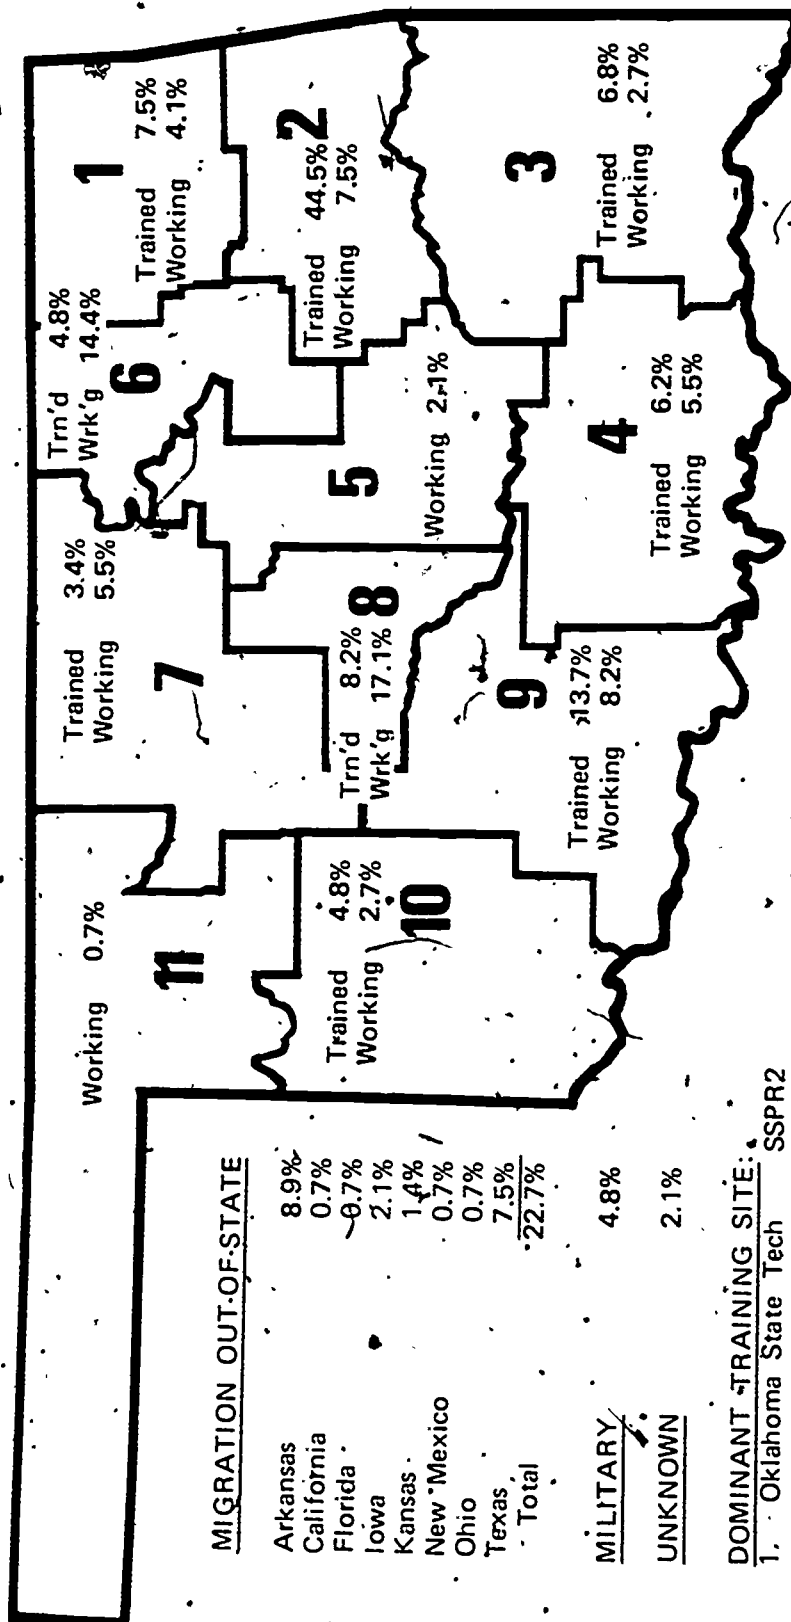 Working 0.7%
11
Trained 3.4%
Working 5.5%
7
Trn'd 4.8%
Wrk'g 14.4%
6
Trained 7.5%
Working 4.1%
1
Trained 44.5%
Working 7.5%
2
Trn'd 8.2%
Wrk'g 17.1%
8
5
Working 2.1%
Trained 4.8%
Working 2.7%
10
9
Trained 13.7%
Working 8.2%
4
Trained 6.2%
Working 5.5%
3
Trained 6.8%
Working 2.7%
MIGRATION OUT-OF-STATE
Arkansas 8.9%
California 0.7%
Florida 0.7%
Iowa 2.1%
Kansas 1.4%
New Mexico 0.7%
Ohio 0.7%
Texas 7.5%
Total 22.7%
MILITARY 4.8%
UNKNOWN 2.1%
DOMINANT TRAINING SITE:
1. Oklahoma State Tech SSPR2